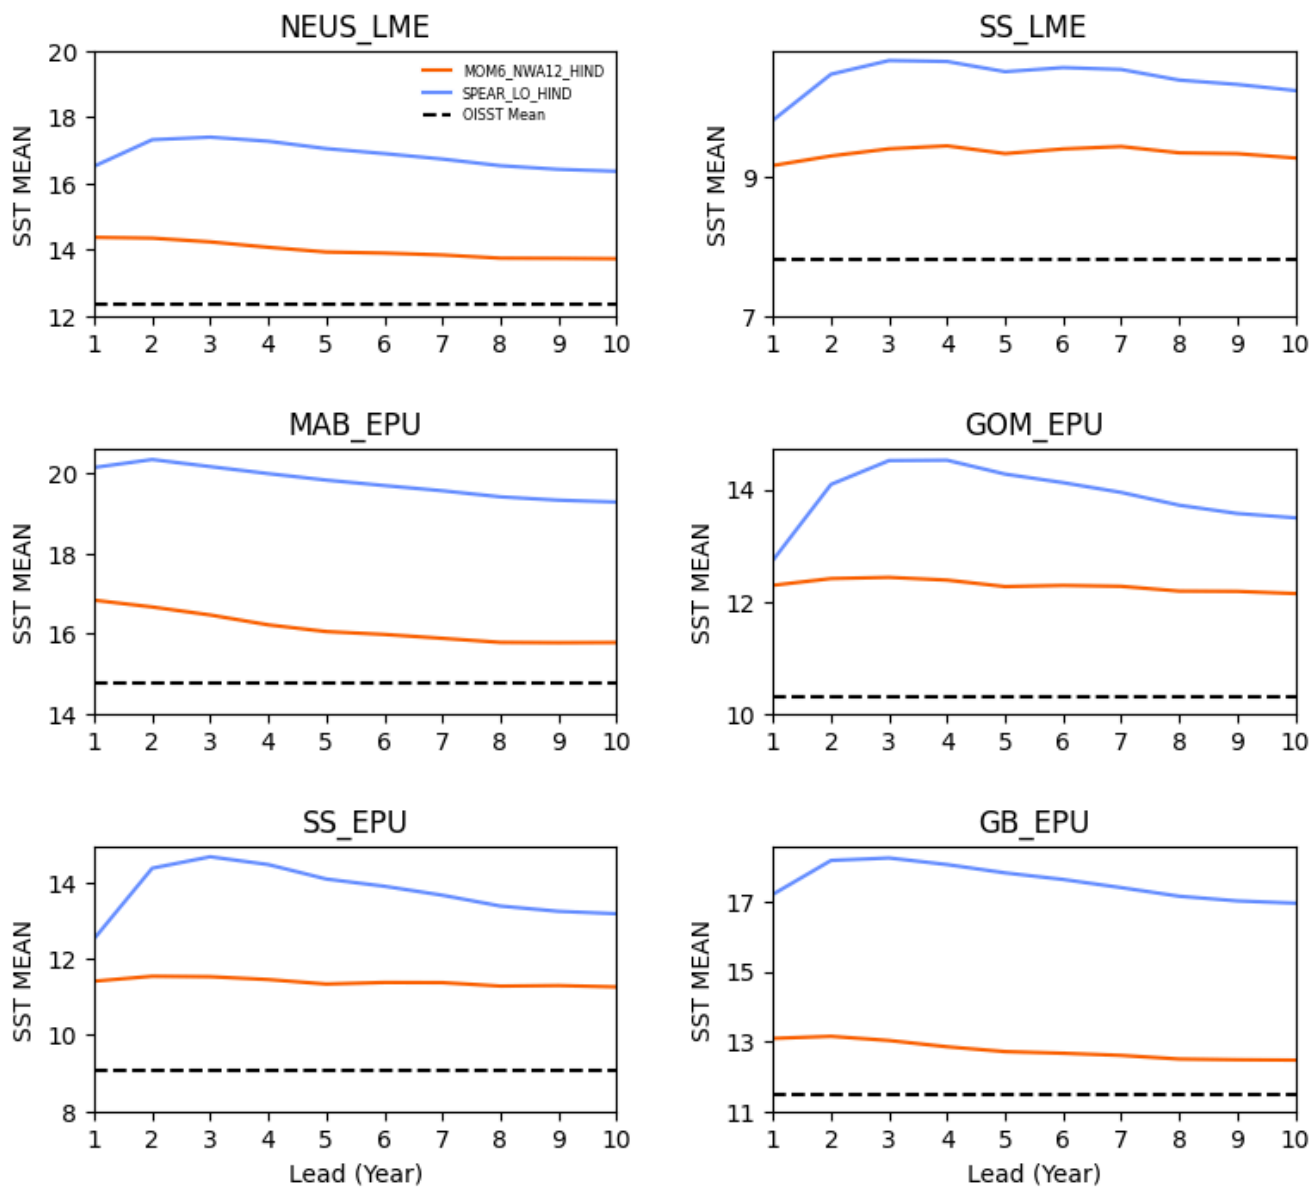 NEUS_LME
SST MEAN
20
18
16
14
12
MOM6_NWA12_HIND
SPEAR_LO_HIND
OISST Mean
1 2 3 4 5 6 7 8 9 10
SS_LME
SST MEAN
9
7
1 2 3 4 5 6 7 8 9 10
MAB_EPU
SST MEAN
20
18
16
14
1 2 3 4 5 6 7 8 9 10
GOM_EPU
SST MEAN
14
12
10
1 2 3 4 5 6 7 8 9 10
SS_EPU
SST MEAN
14
12
10
8
1 2 3 4 5 6 7 8 9 10
Lead (Year)
GB_EPU
SST MEAN
17
15
13
11
1 2 3 4 5 6 7 8 9 10
Lead (Year)